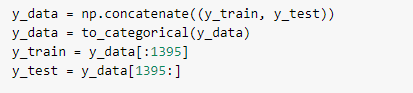 y_data = np.concatenate((y_train, y_test))
y_data = to_categorical(y_data)
y_train = y_data[:1395]
y_test = y_data[1395:]